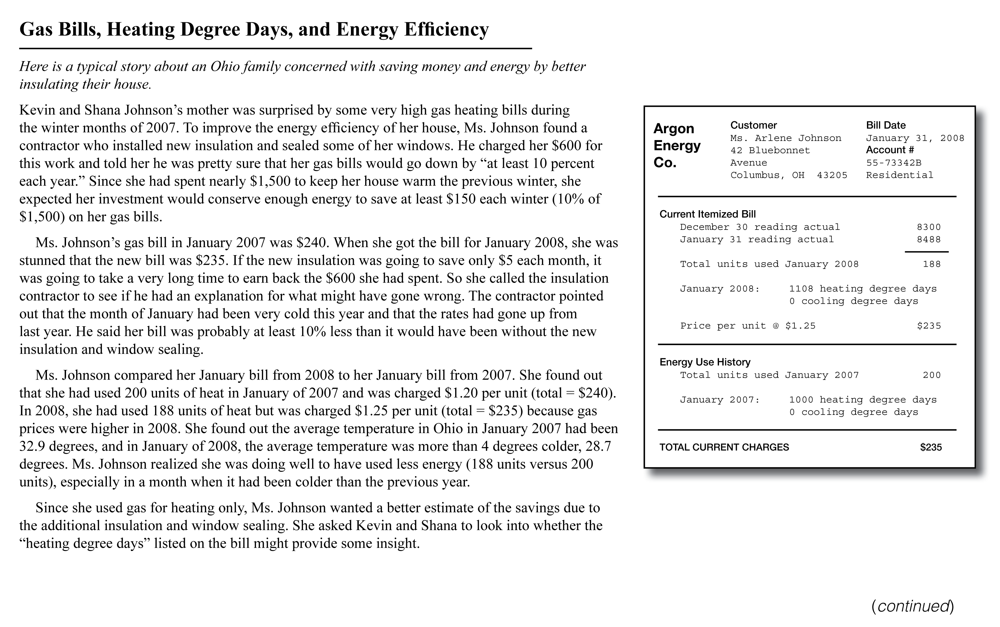 Gas Bills, Heating Degree Days, and Energy Efficiency
Here is a typical story about an Ohio family concerned with saving money and energy by better
insulating their house.
Kevin and Shana Johnson’s mother was surprised by some very high gas heating bills during
the winter months of 2007. To improve the energy efficiency of her house, Ms. Johnson found a
contractor who installed new insulation and sealed some of her windows. He charged her $600 for
this work and told her he was pretty sure that her gas bills would go down by “at least 10 percent
each year.” Since she had spent nearly $1,500 to keep her house warm the previous winter, she
expected her investment would conserve enough energy to save at least $150 each winter (10% of
$1,500) on her gas bills.
Ms. Johnson’s gas bill in January 2007 was $240. When she got the bill for January 2008, she was
stunned that the new bill was $235. If the new insulation was going to save only $5 each month, it
was going to take a very long time to earn back the $600 she had spent. So she called the insulation
contractor to see if he had an explanation for what might have gone wrong. The contractor pointed
out that the month of January had been very cold this year and that the rates had gone up from
last year. He said her bill was probably at least 10% less than it would have been without the new
insulation and window sealing.
Ms. Johnson compared her January bill from 2008 to her January bill from 2007. She found out
that she had used 200 units of heat in January of 2007 and was charged $1.20 per unit (total = $240).
In 2008, she had used 188 units of heat but was charged $1.25 per unit (total = $235) because gas
prices were higher in 2008. She found out the average temperature in Ohio in January 2007 had been
32.9 degrees, and in January of 2008, the average temperature was more than 4 degrees colder, 28.7
degrees. Ms. Johnson realized she was doing well to have used less energy (188 units versus 200
units), especially in a month when it had been colder than the previous year.
Since she used gas for heating only, Ms. Johnson wanted a better estimate of the savings due to
the additional insulation and window sealing. She asked Kevin and Shana to look into whether the
“heating degree days” listed on the bill might provide some insight.
Argon
Energy
Co.
Customer
Ms. Arlene Johnson
42 Bluebonnet
Avenue
Columbus, OH 43205
Bill Date
January 31, 2008
Account #
55-73342B
Residential
Current Itemized Bill
December 30 reading actual 8300
January 31 reading actual 8488
Total units used January 2008 188
January 2008: 1108 heating degree days
0 cooling degree days
Price per unit @ $1.25 $235
Energy Use History
Total units used January 2007 200
January 2007: 1000 heating degree days
0 cooling degree days
TOTAL CURRENT CHARGES $235
(continued)